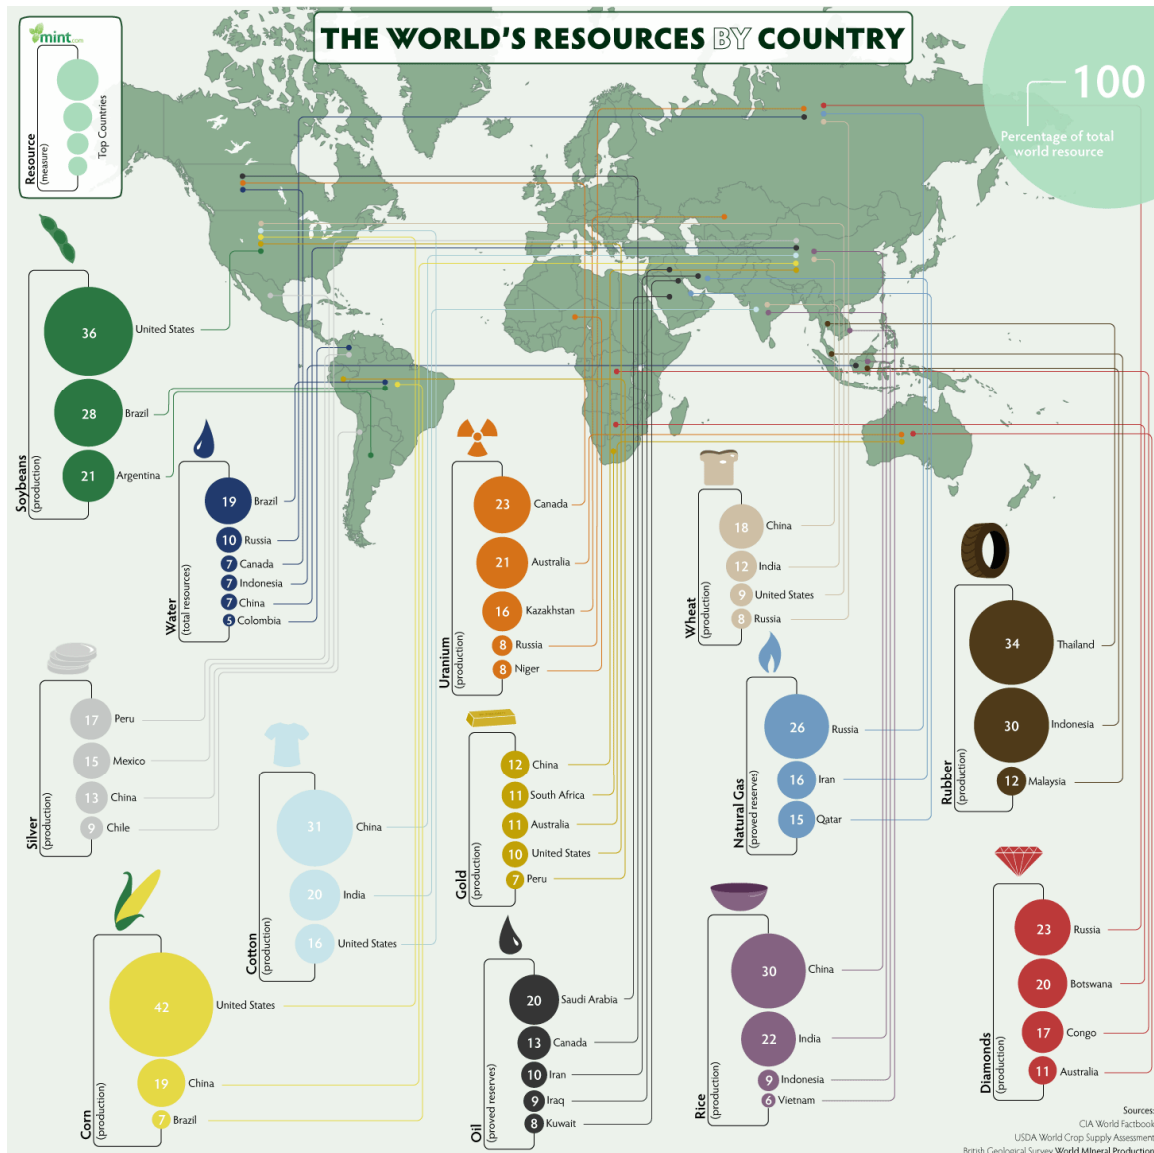 THE WORLD'S RESOURCES BY COUNTRY
mint.com
Resource
(measure)
Top Countries
100
Percentage of total
world resource
Soybeans
(production)
36 United States
28 Brazil
21 Argentina
Water
(total resources)
19 Brazil
10 Russia
7 Canada
7 Indonesia
7 China
5 Colombia
Uranium
(production)
23 Canada
21 Australia
16 Kazakhstan
8 Russia
8 Niger
Wheat
(production)
18 China
12 India
9 United States
8 Russia
Rubber
(production)
34 Thailand
30 Indonesia
12 Malaysia
Silver
(production)
17 Peru
15 Mexico
13 China
9 Chile
Cotton
(production)
31 China
20 India
16 United States
Gold
(production)
12 China
11 South Africa
11 Australia
10 United States
7 Peru
Natural Gas
(proved reserves)
26 Russia
16 Iran
15 Qatar
Corn
(production)
42 United States
19 China
7 Brazil
Oil
(proved reserves)
20 Saudi Arabia
13 Canada
10 Iran
9 Iraq
8 Kuwait
Rice
(production)
30 China
22 India
9 Indonesia
6 Vietnam
Diamonds
(production)
23 Russia
20 Botswana
17 Congo
11 Australia
Sources:
CIA World Factbook
USDA World Crop Supply Assessment
British Geological Survey World Mineral Production